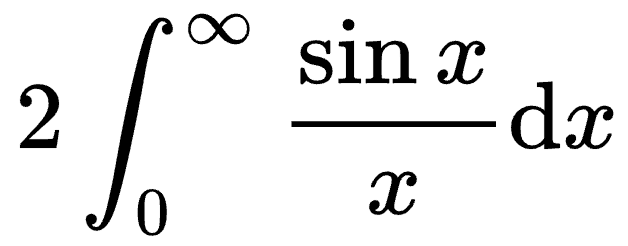 2 ∫₀^∞ (sin x)/x dx